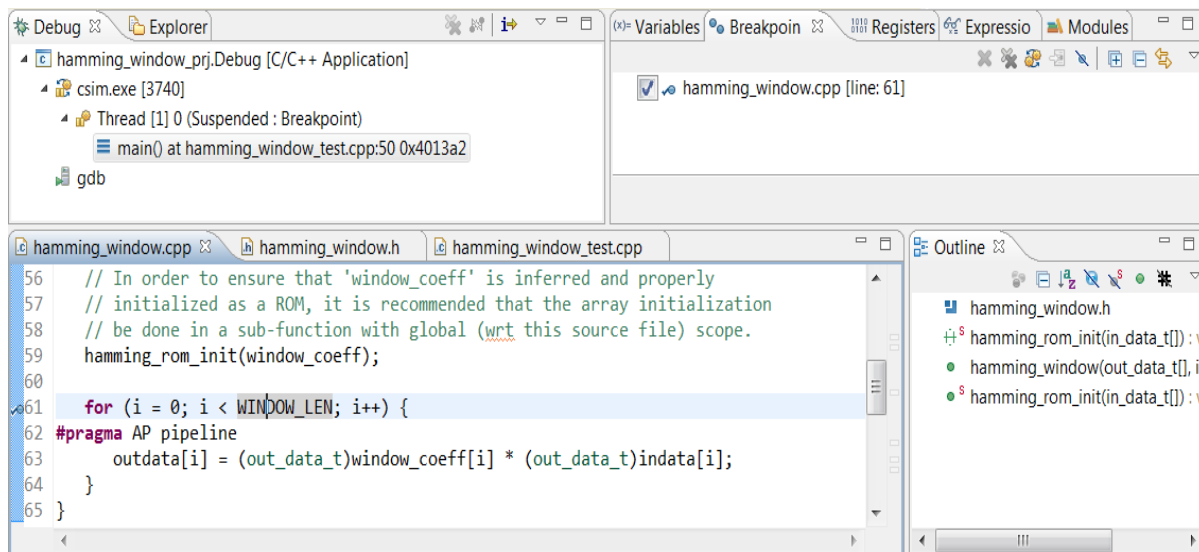 Debug Explorer
hamming_window_prj.Debug [C/C++ Application]
csim.exe [3740]
Thread [1] 0 (Suspended : Breakpoint)
main() at hamming_window_test.cpp:50 0x4013a2
gdb
(x)= Variables Breakpoin Registers Expressio Modules
hamming_window.cpp [line: 61]
hamming_window.cpp hamming_window.h hamming_window_test.cpp
56 // In order to ensure that 'window_coeff' is inferred and properly
57 // initialized as a ROM, it is recommended that the array initialization
58 // be done in a sub-function with global (wrt this source file) scope.
59 hamming_rom_init(window_coeff);
60
61 for (i = 0; i < WINDOW_LEN; i++) {
62 #pragma AP pipeline
63 outdata[i] = (out_data_t)window_coeff[i] * (out_data_t)indata[i];
64 }
65 }
Outline
hamming_window.h
hamming_rom_init(in_data_t[]) :
hamming_window(out_data_t[], i
hamming_rom_init(in_data_t[]) :